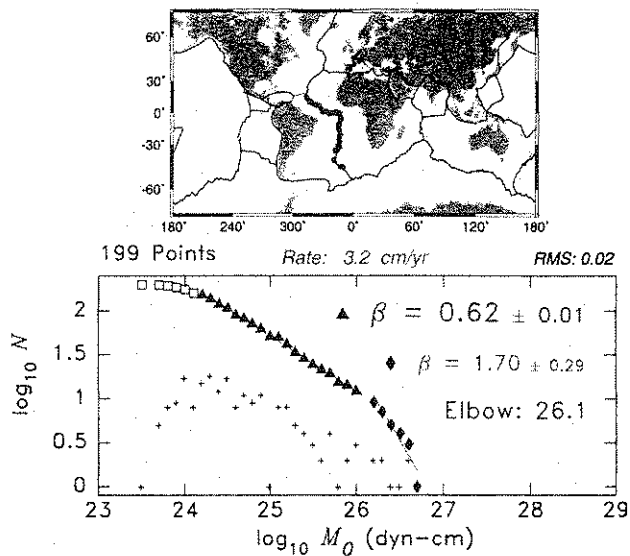 60°
30°
0°
-30°
-60°
180° 240° 300° 0° 60° 120° 180°
199 Points Rate: 3.2 cm/yr RMS: 0.02
β = 0.62 ± 0.01
β = 1.70 ± 0.29
Elbow: 26.1
log₁₀ N
2
1.5
1
0.5
0
23 24 25 26 27 28 29
log₁₀ M₀ (dyn-cm)